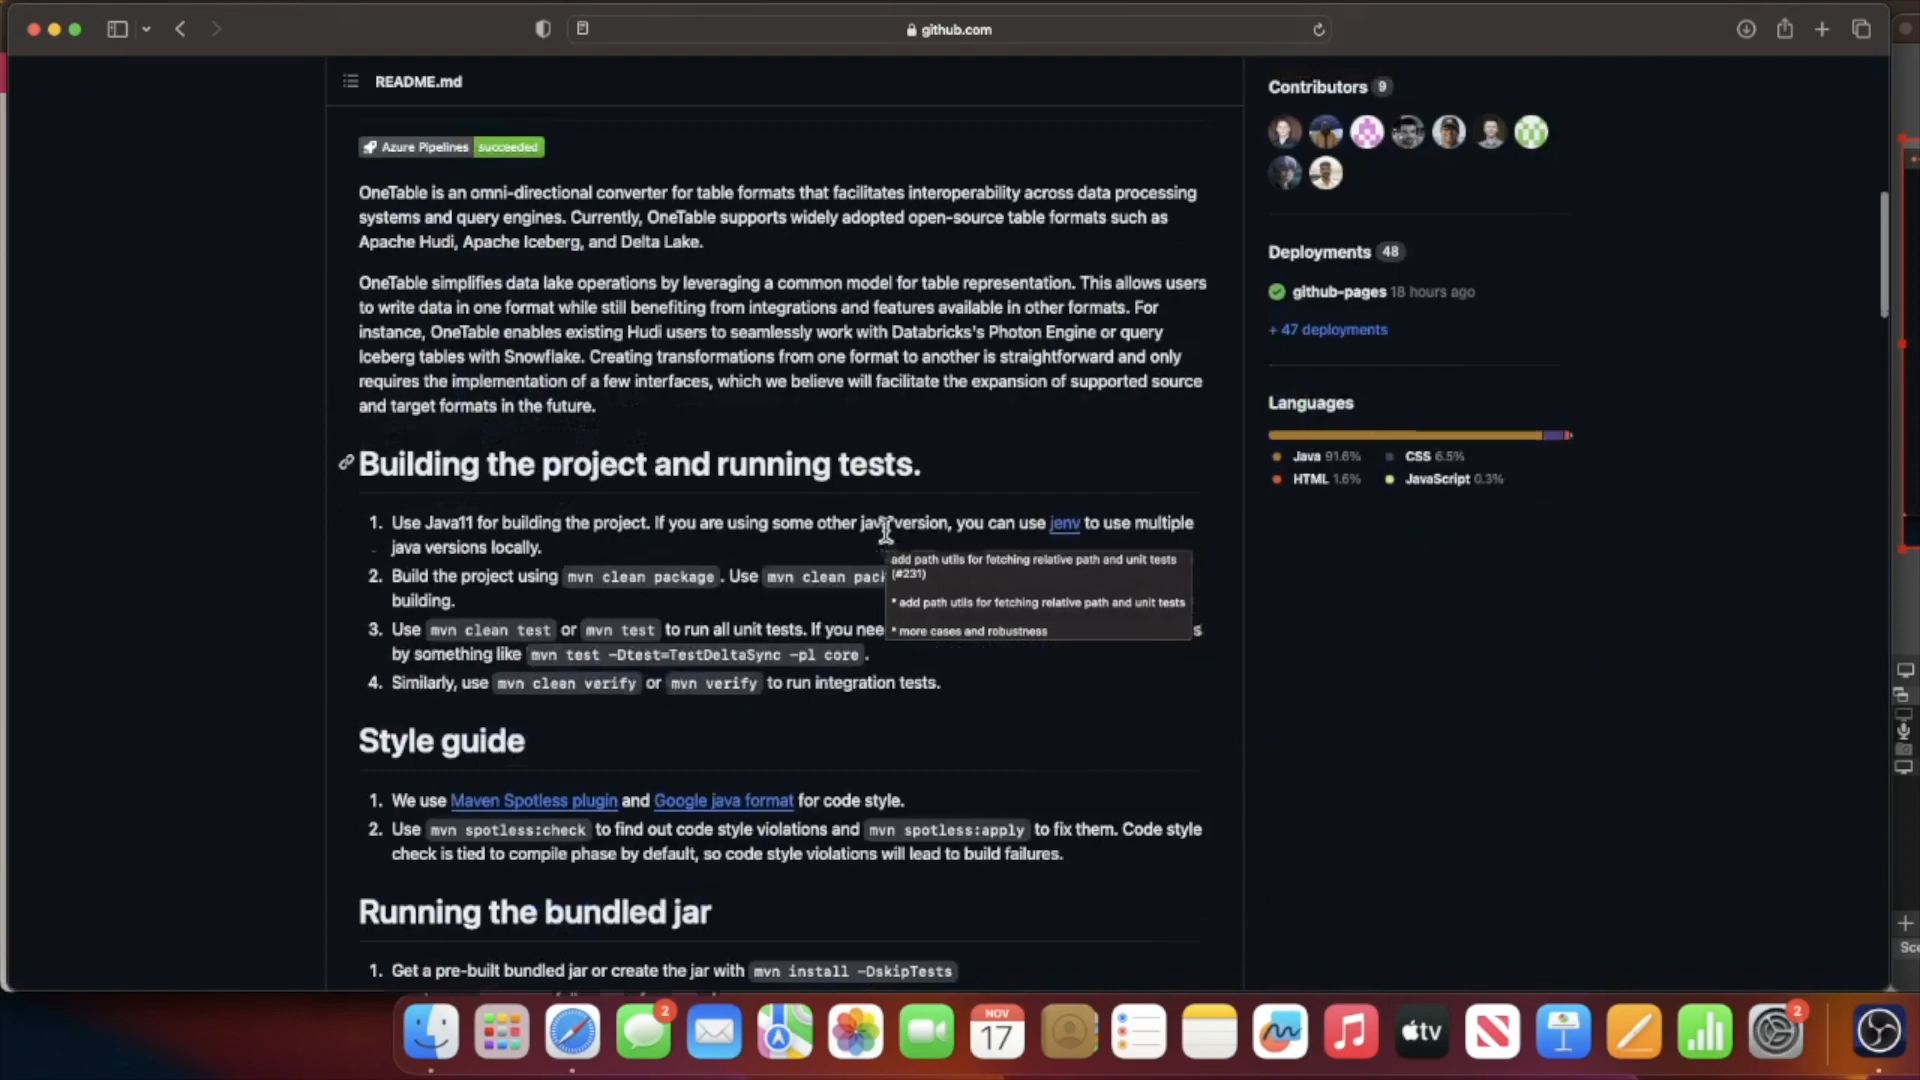 github.com
README.md
Azure Pipelines succeeded
OneTable is an omni-directional converter for table formats that facilitates interoperability across data processing
systems and query engines. Currently, OneTable supports widely adopted open-source table formats such as
Apache Hudi, Apache Iceberg, and Delta Lake.
OneTable simplifies data lake operations by leveraging a common model for table representation. This allows users
to write data in one format while still benefiting from integrations and features available in other formats. For
instance, OneTable enables existing Hudi users to seamlessly work with Databricks's Photon Engine or query
Iceberg tables with Snowflake. Creating transformations from one format to another is straightforward and only
requires the implementation of a few interfaces, which we believe will facilitate the expansion of supported source
and target formats in the future.
Building the project and running tests.
1. Use Java11 for building the project. If you are using some other java version, you can use jenv to use multiple
java versions locally.
2. Build the project using mvn clean package. Use mvn clean pack
building.
3. Use mvn clean test or mvn test to run all unit tests. If you nee s
by something like mvn test -Dtest=TestDeltaSync -pl core.
4. Similarly, use mvn clean verify or mvn verify to run integration tests.
add path utils for fetching relative path and unit tests
(#231)
* add path utils for fetching relative path and unit tests
* more cases and robustness
Style guide
1. We use Maven Spotless plugin and Google java format for code style.
2. Use mvn spotless:check to find out code style violations and mvn spotless:apply to fix them. Code style
check is tied to compile phase by default, so code style violations will lead to build failures.
Running the bundled jar
1. Get a pre-built bundled jar or create the jar with mvn install -DskipTests
Contributors 9
Deployments 48
github-pages 18 hours ago
+ 47 deployments
Languages
Java 91.6% CSS 6.5%
HTML 1.6% JavaScript 0.3%
Sce
2
NOV
17
tv
2